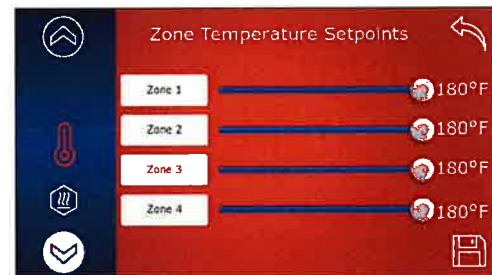 Zone Temperature Setpoints
Zone 1 180°F
Zone 2 180°F
Zone 3 180°F
Zone 4 180°F